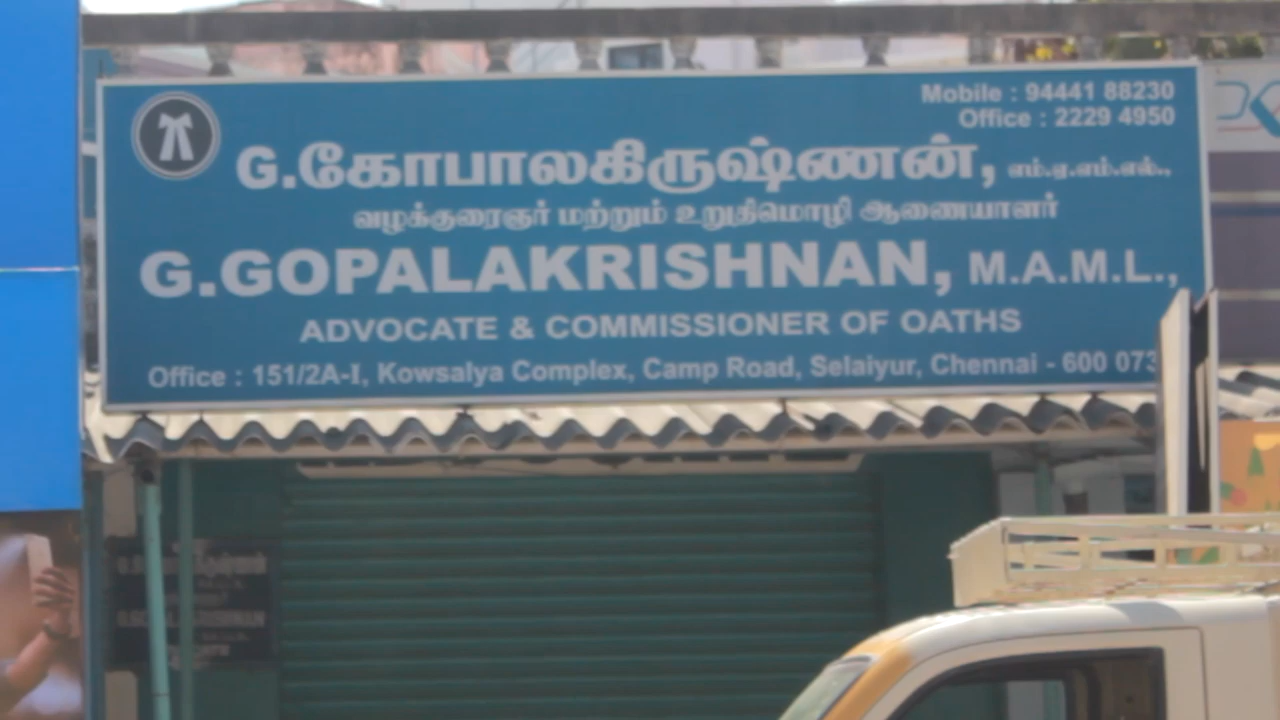 Mobile : 94441 88230
Office : 2229 4950
G.கோபாலகிருஷ்ணன், எம்.ஏ.எம்.எல்.,
வழக்குரைஞர் மற்றும் உறுதிமொழி ஆணையாளர்
G.GOPALAKRISHNAN, M.A.M.L.,
ADVOCATE & COMMISSIONER OF OATHS
Office : 151/2A-I, Kowsalya Complex, Camp Road, Selaiyur, Chennai - 600 073
G.GOPALAKRISHNAN